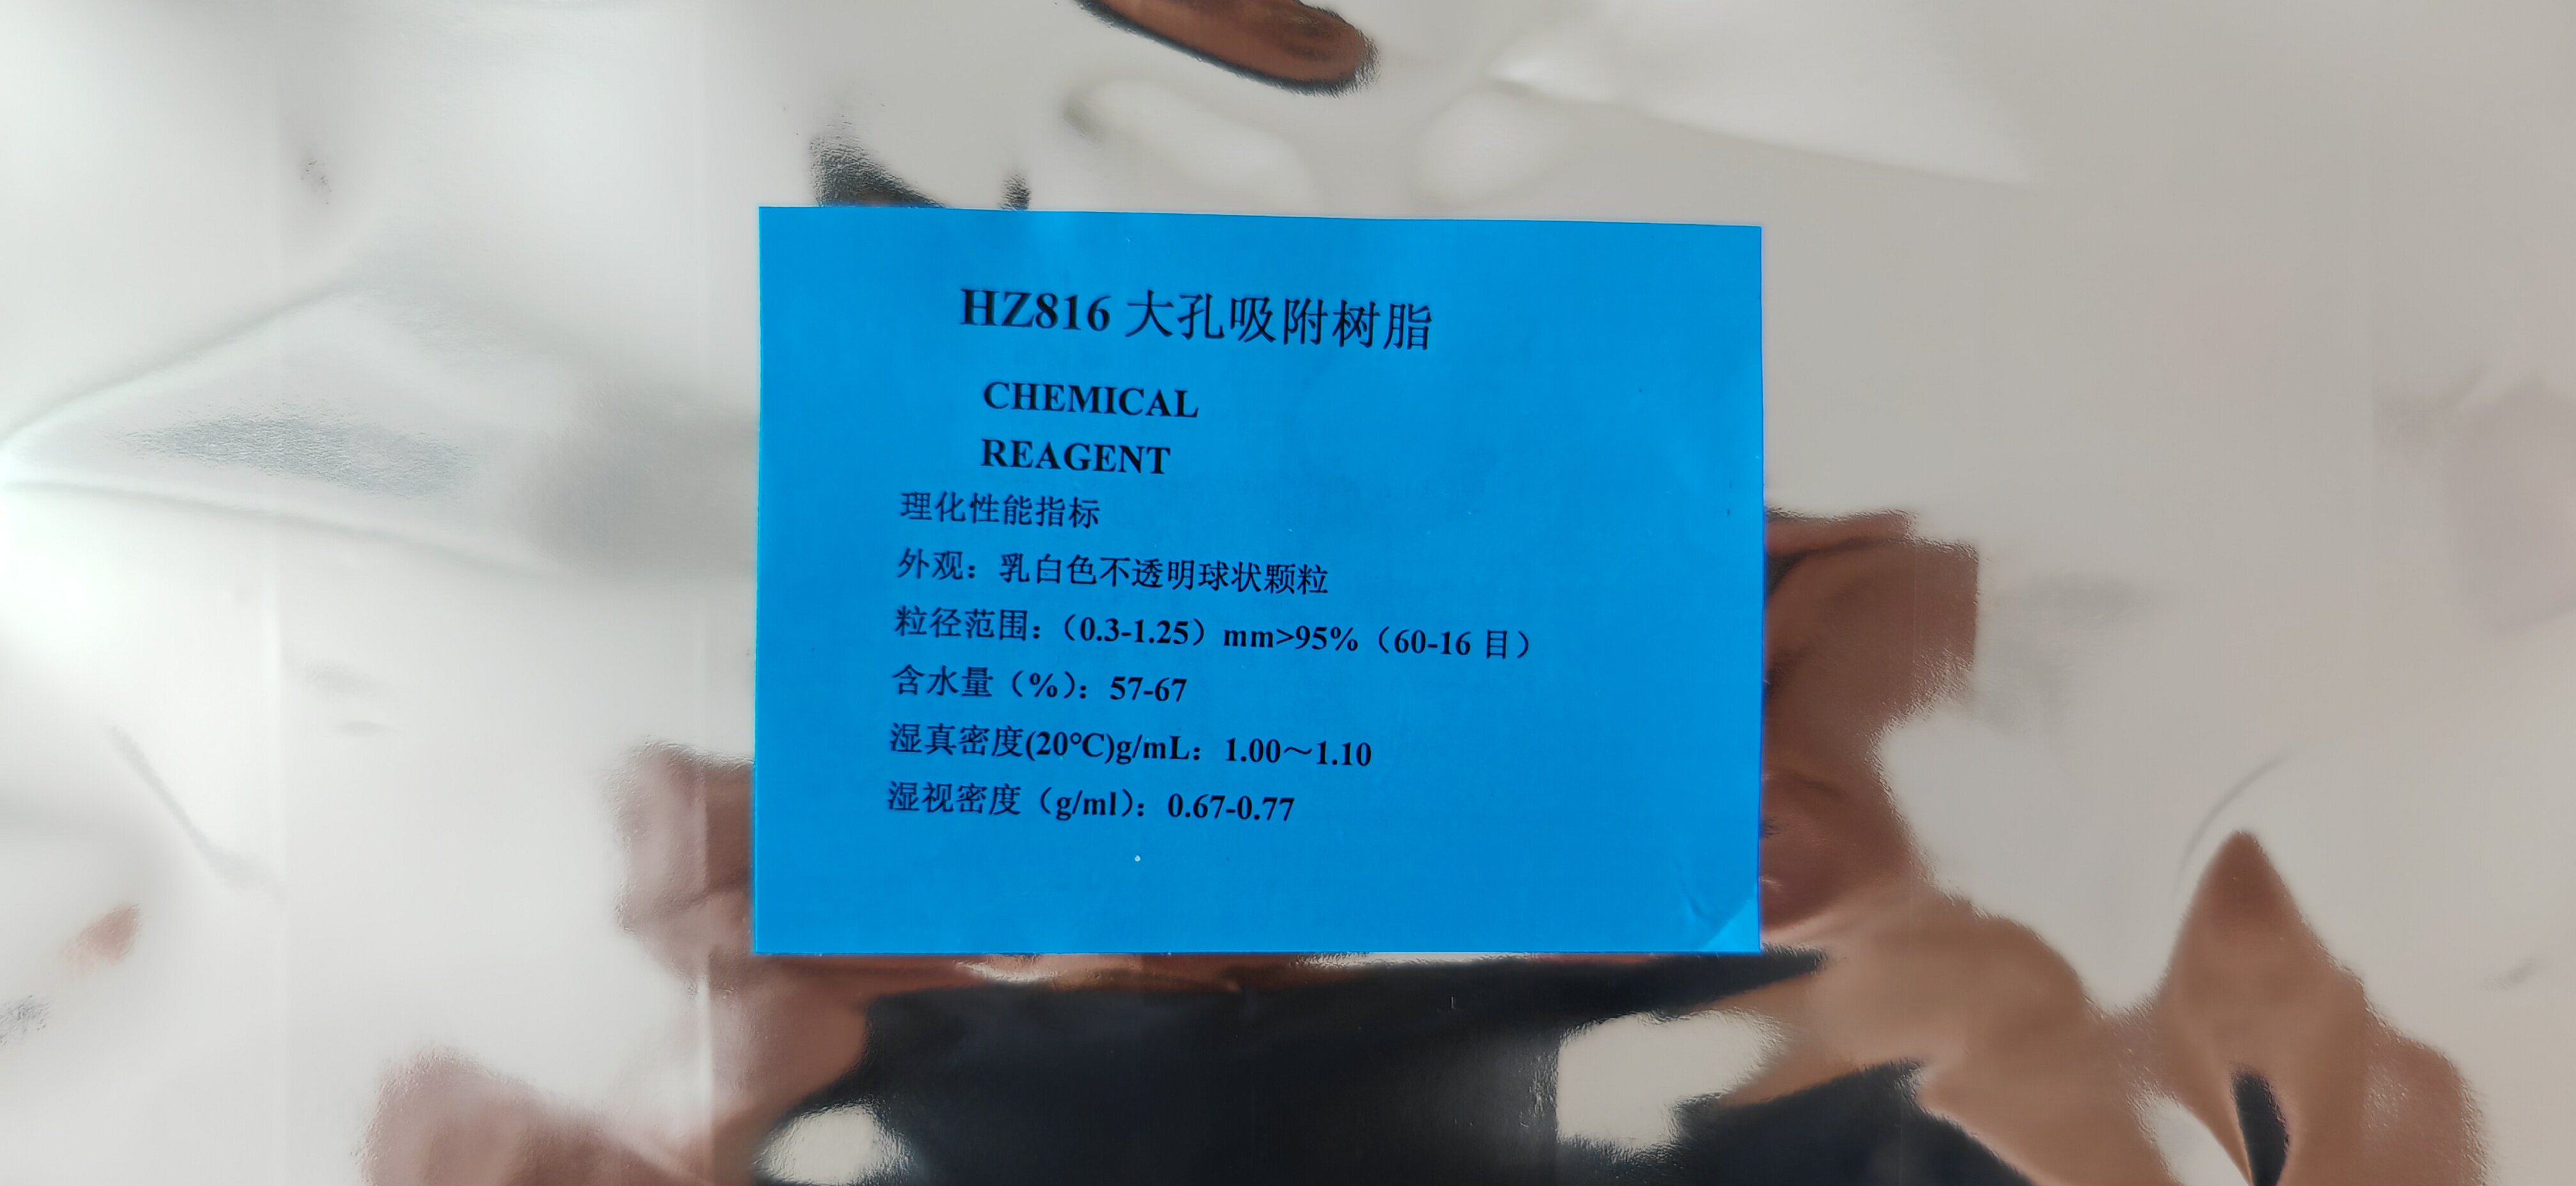 HZ816 大孔吸附树脂
CHEMICAL
REAGENT
理化性能指标
外观：乳白色不透明球状颗粒
粒径范围：（0.3-1.25）mm>95%（60-16 目）
含水量（%）：57-67
湿真密度(20°C)g/mL：1.00～1.10
湿视密度（g/ml）：0.67-0.77